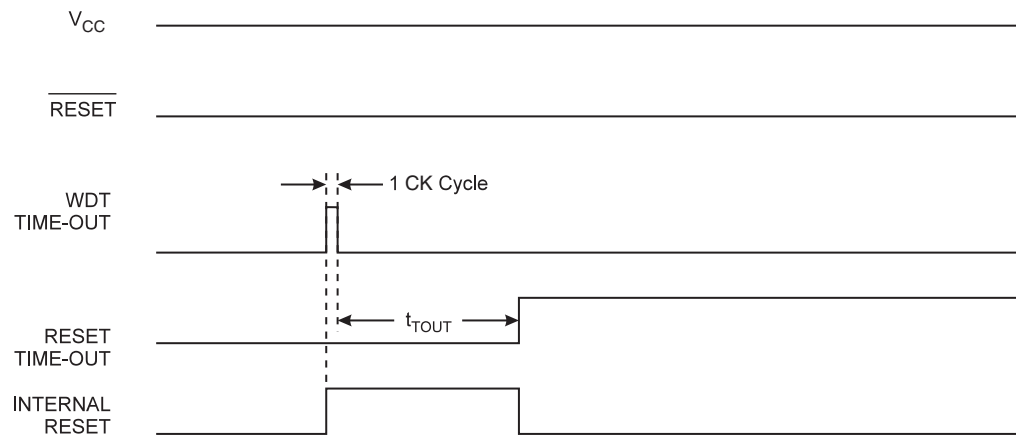 VCC
RESET
1 CK Cycle
WDT
TIME-OUT
tTOUT
RESET
TIME-OUT
INTERNAL
RESET